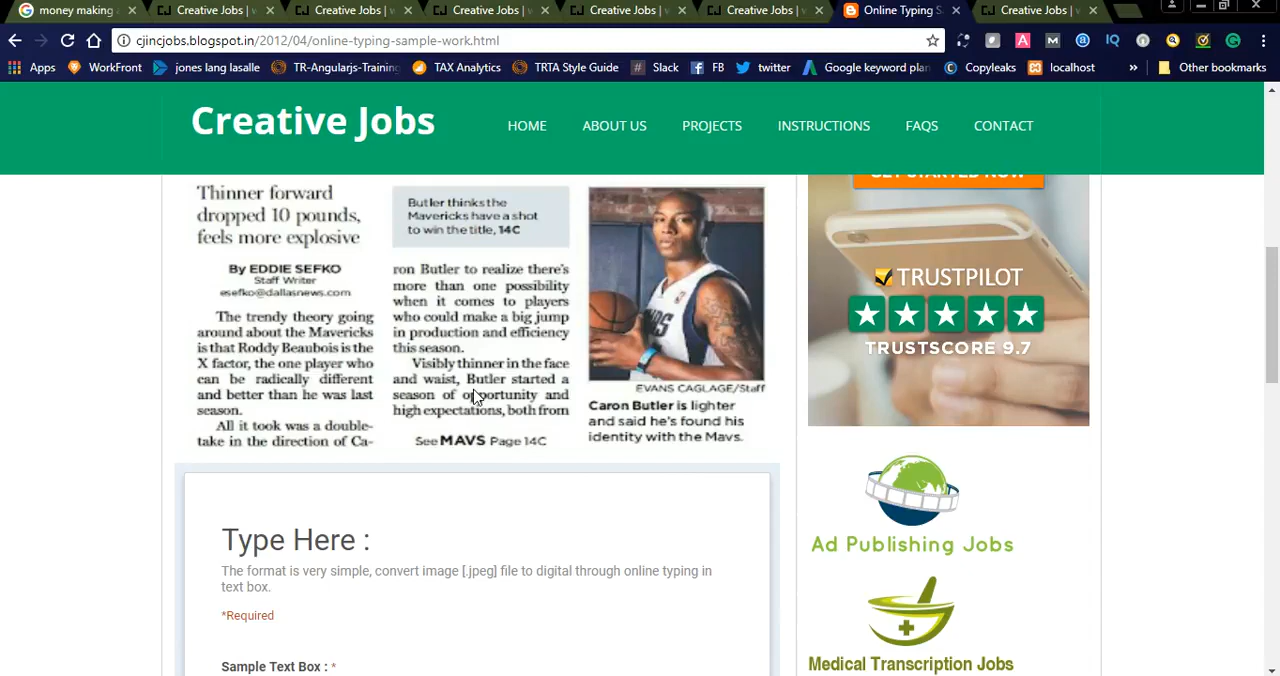 money making
Creative Jobs | w
Creative Jobs | w
Creative Jobs | w
Creative Jobs | w
Creative Jobs | w
Online Typing S
Creative Jobs | w
cjincjobs.blogspot.in/2012/04/online-typing-sample-work.html
Apps
WorkFront
jones lang lasalle
TR-Angularjs-Training
TAX Analytics
TRTA Style Guide
Slack
FB
twitter
Google keyword plan
Copyleaks
localhost
Other bookmarks
Creative Jobs
HOME
ABOUT US
PROJECTS
INSTRUCTIONS
FAQS
CONTACT
Thinner forward
dropped 10 pounds,
feels more explosive
By EDDIE SEFKO
Staff Writer
esefko@dallasnews.com
The trendy theory going
around about the Mavericks
is that Roddy Beaubois is the
X factor, the one player who
can be radically different
and better than he was last
season.
All it took was a double-
take in the direction of Ca-
Butler thinks the
Mavericks have a shot
to win the title, 14C
ron Butler to realize there's
more than one possibility
when it comes to players
who could make a big jump
in production and efficiency
this season.
Visibly thinner in the face
and waist, Butler started a
season of opportunity and
high expectations, both from
See MAVS Page 14C
EVANS CAGLAGE/Staff
Caron Butler is lighter
and said he's found his
identity with the Mavs.
Type Here :
The format is very simple, convert image [.jpeg] file to digital through online typing in
text box.
*Required
Sample Text Box : *
GET STARTED NOW
TRUSTPILOT
TRUSTSCORE 9.7
Ad Publishing Jobs
Medical Transcription Jobs